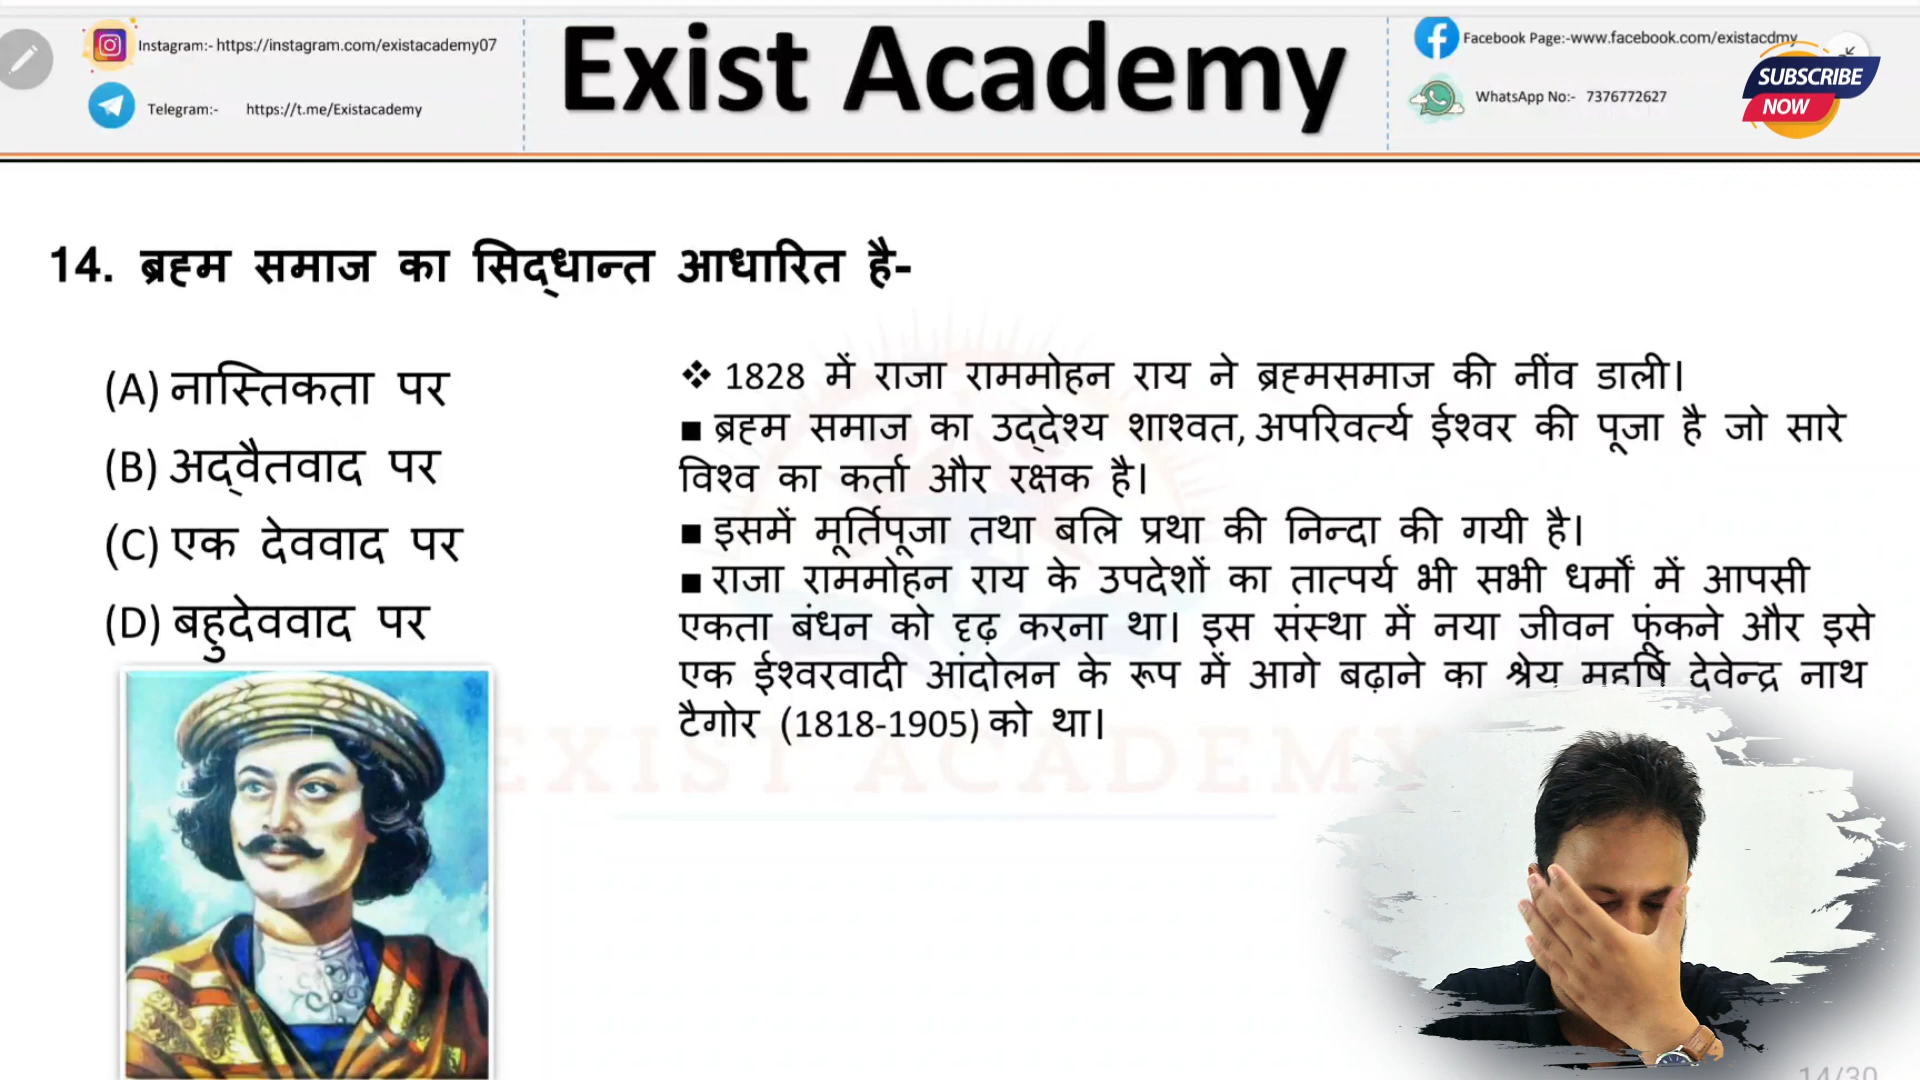 Instagram:- https://instagram.com/existacademy07
Telegram:- https://t.me/Existacademy
Exist Academy
Facebook Page:-www.facebook.com/existacdmy
WhatsApp No:- 7376772627
SUBSCRIBE
NOW
14. ब्रह्म समाज का सिद्धान्त आधारित है-
(A) नास्तिकता पर
(B) अद्वैतवाद पर
(C) एक देववाद पर
(D) बहुदेववाद पर
❖ 1828 में राजा राममोहन राय ने ब्रह्मसमाज की नींव डाली।
■ ब्रह्म समाज का उद्देश्य शाश्वत, अपरिवर्त्य ईश्वर की पूजा है जो सारे
विश्व का कर्ता और रक्षक है।
■ इसमें मूर्तिपूजा तथा बलि प्रथा की निन्दा की गयी है।
■ राजा राममोहन राय के उपदेशों का तात्पर्य भी सभी धर्मों में आपसी
एकता बंधन को दृढ़ करना था। इस संस्था में नया जीवन फूंकने और इसे
एक ईश्वरवादी आंदोलन के रूप में आगे बढ़ाने का श्रेय महर्षि देवेन्द्र नाथ
टैगोर (1818-1905) को था।
EXIST ACADEMY
14/30